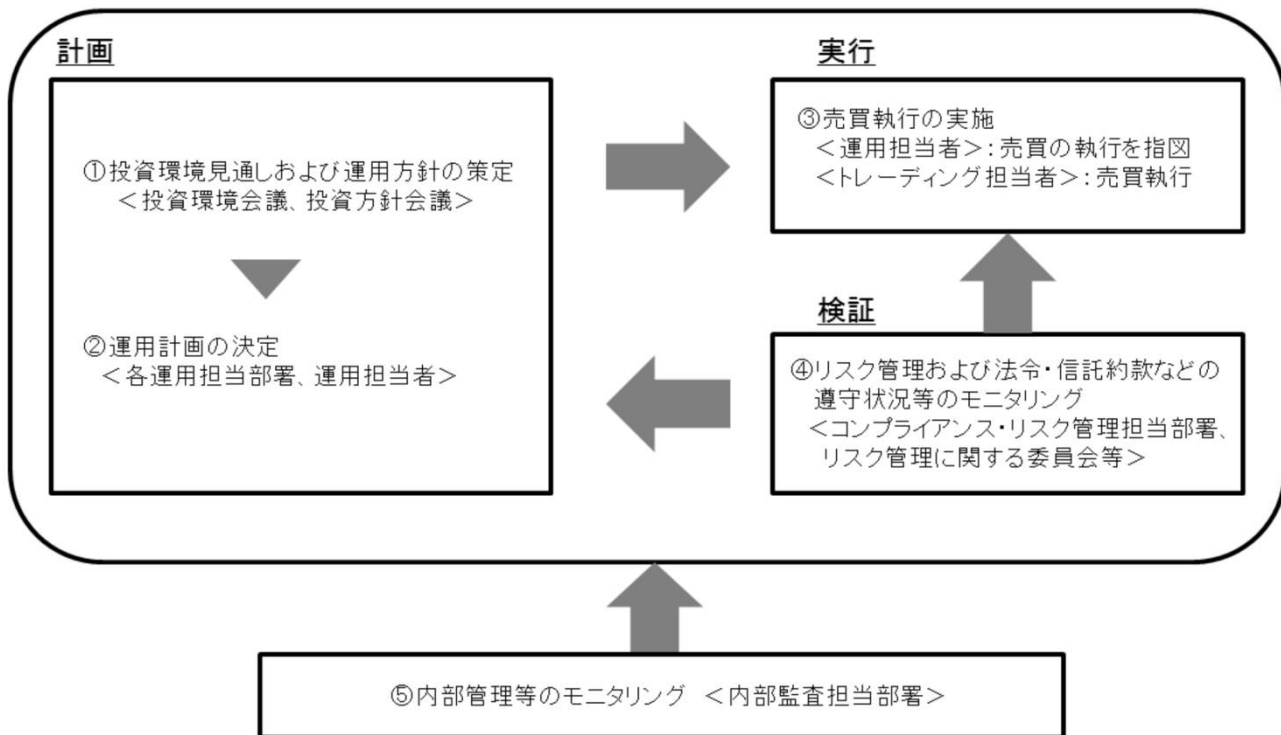 計画
①投資環境見通しおよび運用方針の策定
＜投資環境会議、投資方針会議＞
②運用計画の決定
＜各運用担当部署、運用担当者＞
実行
③売買執行の実施
＜運用担当者＞：売買の執行を指図
＜トレーディング担当者＞：売買執行
検証
④リスク管理および法令・信託約款などの
遵守状況等のモニタリング
＜コンプライアンス・リスク管理担当部署、
リスク管理に関する委員会等＞
⑤内部管理等のモニタリング ＜内部監査担当部署＞